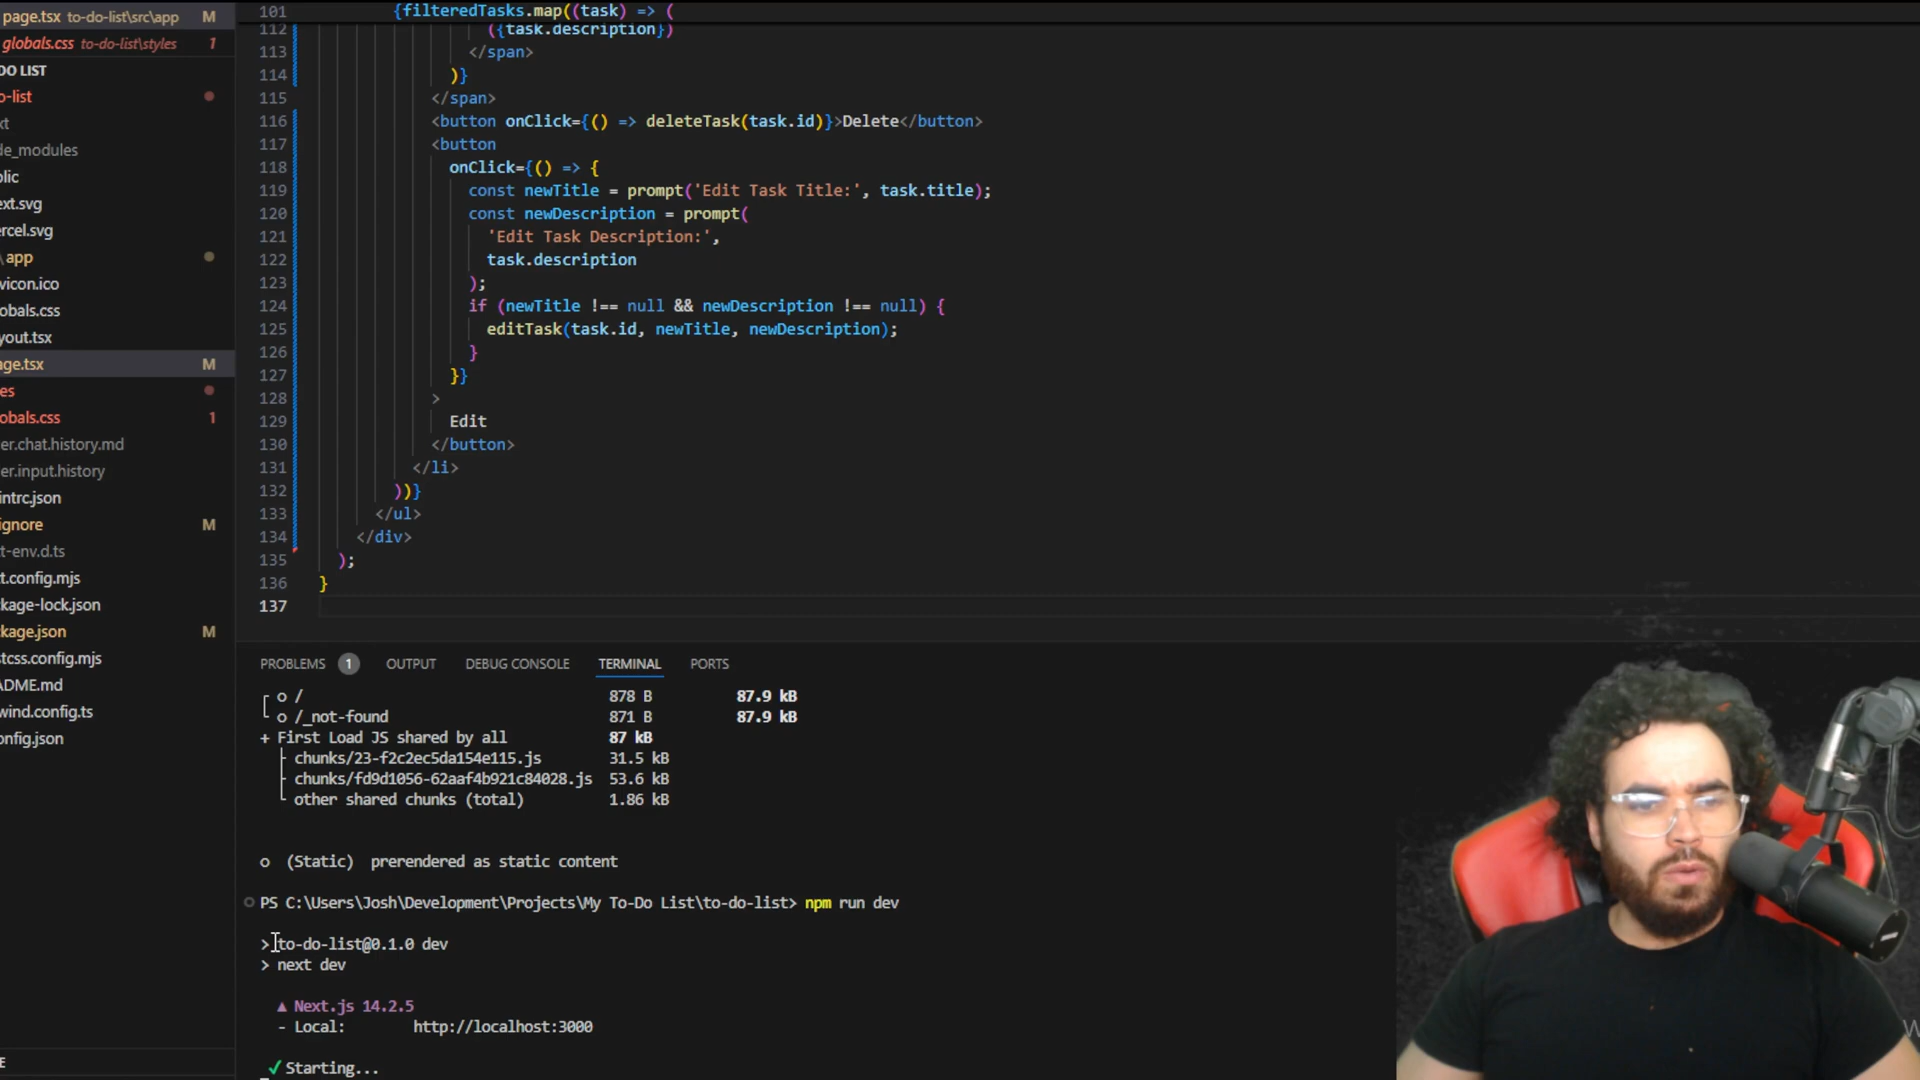 page.tsx to-do-list\src\app M
globals.css to-do-list\styles 1
DO LIST
o-list
xt
de_modules
blic
ext.svg
ercel.svg
\app
vicon.ico
obals.css
yout.tsx
age.tsx M
es
obals.css 1
er.chat.history.md
er.input.history
intrc.json
ignore M
t-env.d.ts
t.config.mjs
kage-lock.json
kage.json M
stcss.config.mjs
ADME.md
wind.config.ts
onfig.json
E
101 {filteredTasks.map((task) => (
112 ({task.description})
113 </span>
114 )}
115 </span>
116 <button onClick={() => deleteTask(task.id)}>Delete</button>
117 <button
118 onClick={() => {
119 const newTitle = prompt('Edit Task Title:', task.title);
120 const newDescription = prompt(
121 'Edit Task Description:',
122 task.description
123 );
124 if (newTitle !== null && newDescription !== null) {
125 editTask(task.id, newTitle, newDescription);
126 }
127 }}
128 >
129 Edit
130 </button>
131 </li>
132 ))}
133 </ul>
134 </div>
135 );
136 }
137
PROBLEMS 1 OUTPUT DEBUG CONSOLE TERMINAL PORTS
┌ ○ / 878 B 87.9 kB
└ ○ /_not-found 871 B 87.9 kB
+ First Load JS shared by all 87 kB
├ chunks/23-f2c2ec5da154e115.js 31.5 kB
├ chunks/fd9d1056-62aaf4b921c84028.js 53.6 kB
└ other shared chunks (total) 1.86 kB
○ (Static) prerendered as static content
PS C:\Users\Josh\Development\Projects\My To-Do List\to-do-list> npm run dev
> to-do-list@0.1.0 dev
> next dev
▲ Next.js 14.2.5
- Local: http://localhost:3000
✓ Starting...